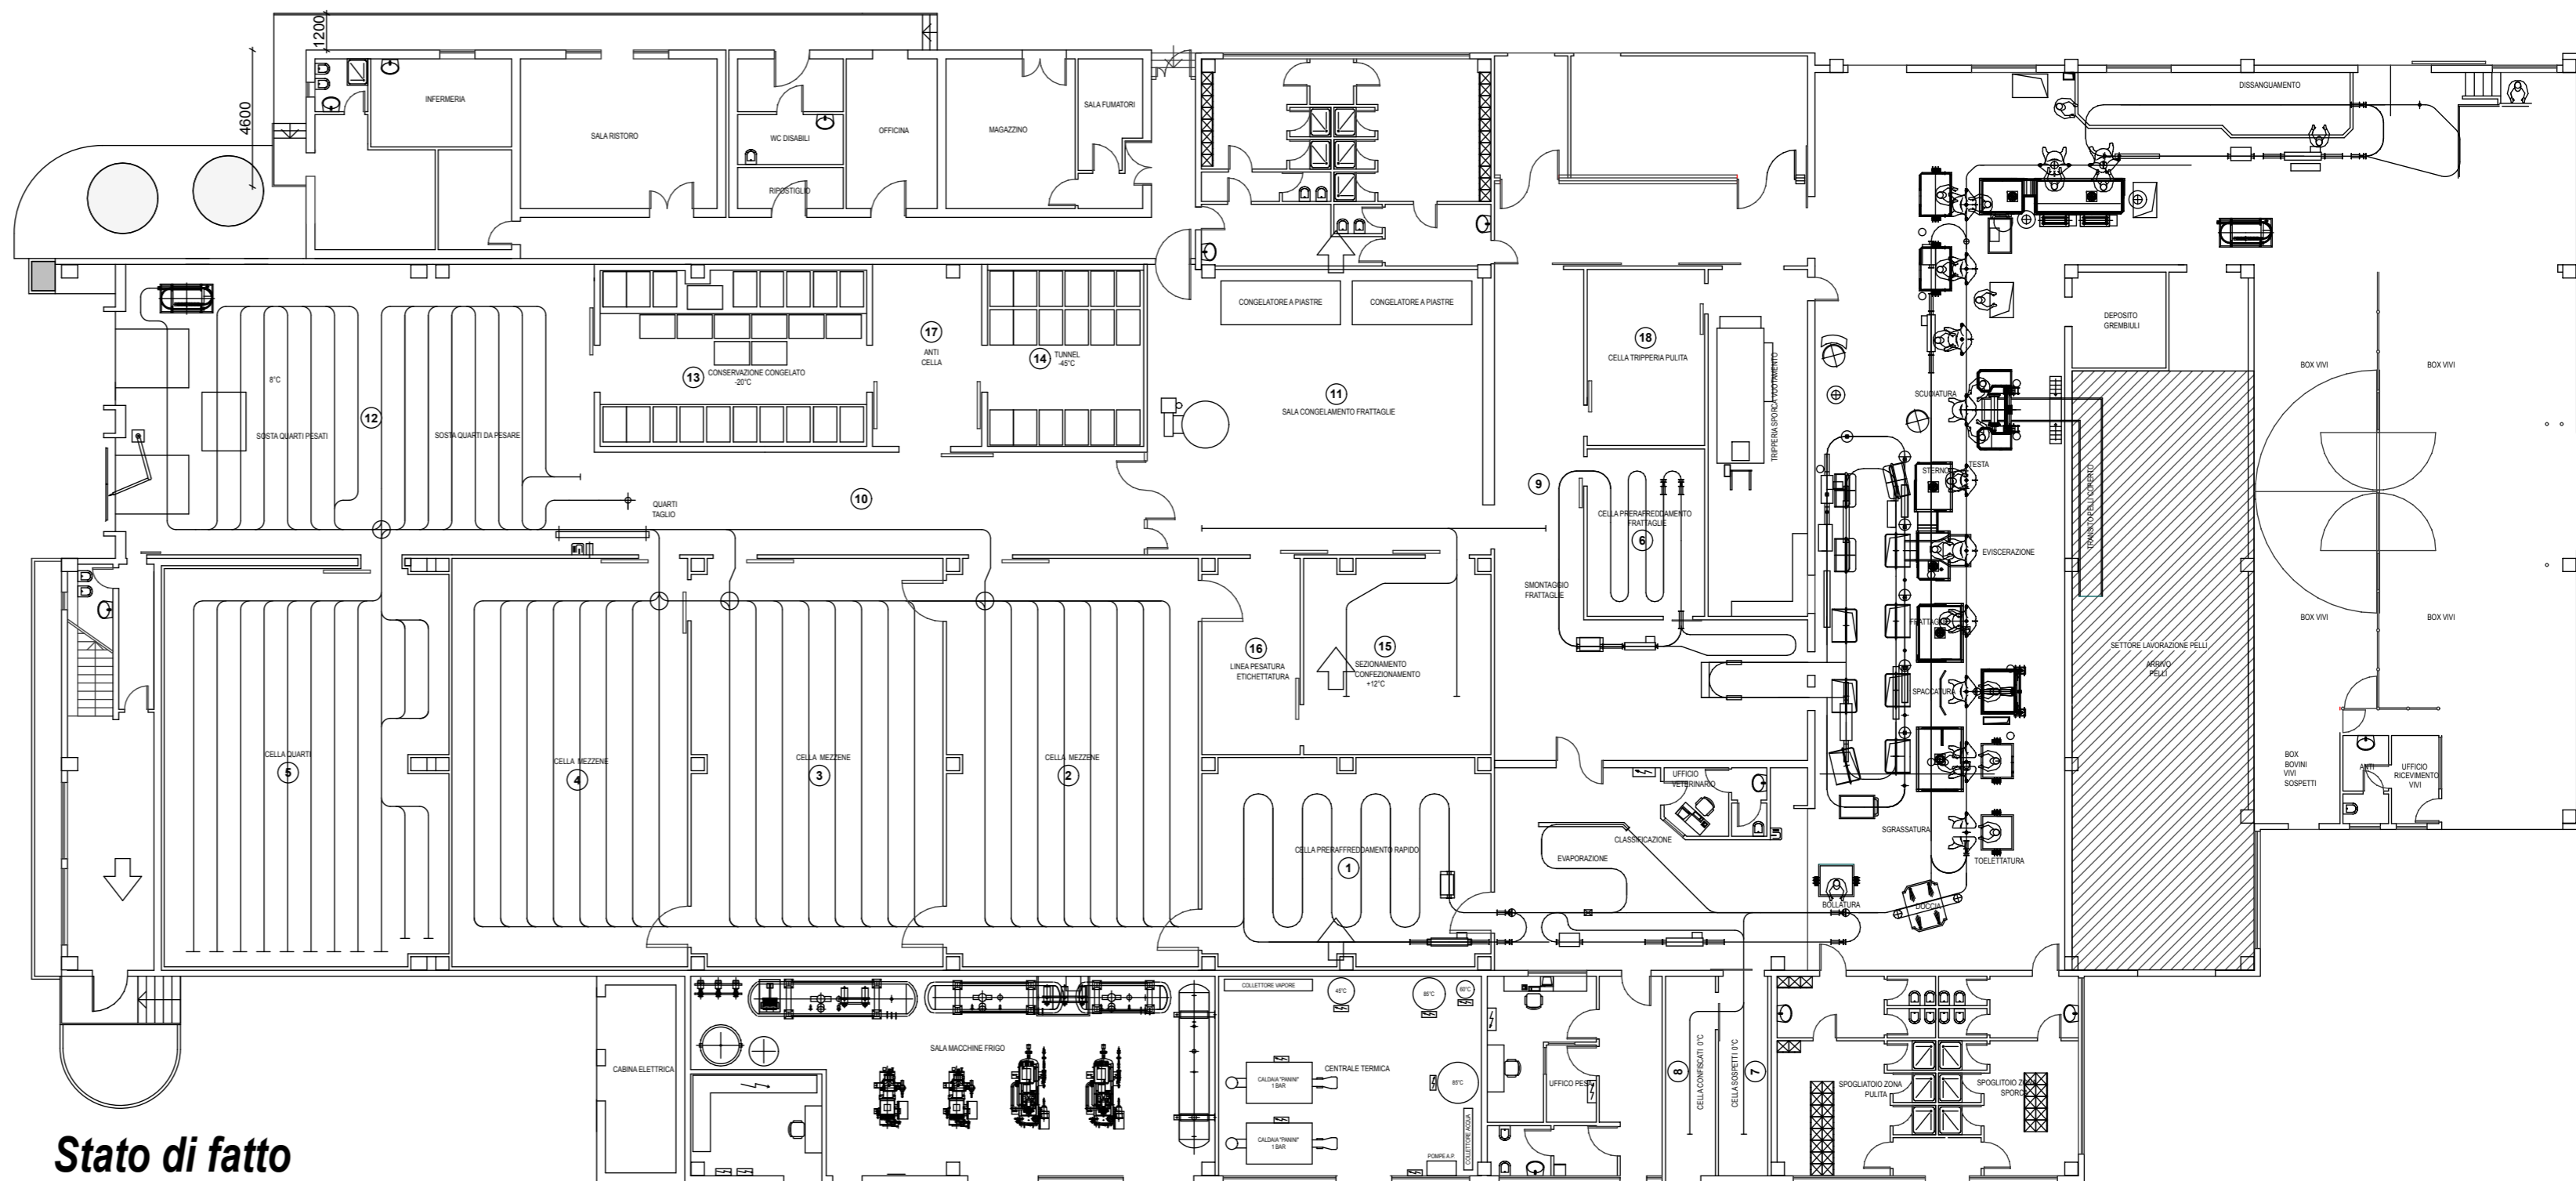 1200
4600
INFERMERIA
SALA RISTORO
WC DISABILI
RIPOSTIGLIO
OFFICINA
MAGAZZINO
SALA FUMATORI
DISSANGUAMENTO
CONGELATORE A PIASTRE
CONGELATORE A PIASTRE
DEPOSITO
GREMBIULI
8°C
12
SOSTA QUARTI PESATI
SOSTA QUARTI DA PESARE
13
CONSERVAZIONE CONGELATO
-20°C
17
ANTI
CELLA
14
TUNNEL
-45°C
11
SALA CONGELAMENTO FRATTAGLIE
18
CELLA TRIPPERIA PULITA
TRIPPERIA SPORCA VUOTAMENTO
SCUOIATURA
BOX VIVI
BOX VIVI
QUARTI
TAGLIO
10
9
CELLA PRERAFREDDAMENTO
FRATTAGLIE
6
SMONTAGGIO
FRATTAGLIE
STERNO
TESTA
EVISCERAZIONE
TRANSITO PELLI COPERTO
FRATTAGLIE
SPACCATURA
SETTORE LAVORAZIONE PELLI
ARRIVO
PELLI
BOX VIVI
BOX VIVI
16
LINEA PESATURA
ETICHETTATURA
15
SEZIONAMENTO
CONFEZIONAMENTO
+12°C
CELLA QUARTI
5
CELLA MEZZENE
4
CELLA MEZZENE
3
CELLA MEZZENE
2
CELLA PRERAFFREDDAMENTO RAPIDO
1
UFFICIO
VETERINARIO
CLASSIFICAZIONE
EVAPORAZIONE
SGRASSATURA
TOELETTATURA
BOLLATURA
DOCCIA
BOX
BOVINI
VIVI
SOSPETTI
ANTI
UFFICIO
RICEVIMENTO
VIVI
CABINA ELETTRICA
SALA MACCHINE FRIGO
COLLETTORE VAPORE
45°C
85°C
60°C
CENTRALE TERMICA
CALDAIA "PANINI"
1 BAR
85°C
CALDAIA "PANINI"
1 BAR
POMPE A.P.
COLLETTORE ACQUA
UFFICO PESA
8
CELLA CONFISCATI 0°C
CELLA SOSPETTI 0°C
7
SPOGLIATOIO ZONA
PULITA
SPOGLITOIO ZONA
SPORCA
Stato di fatto